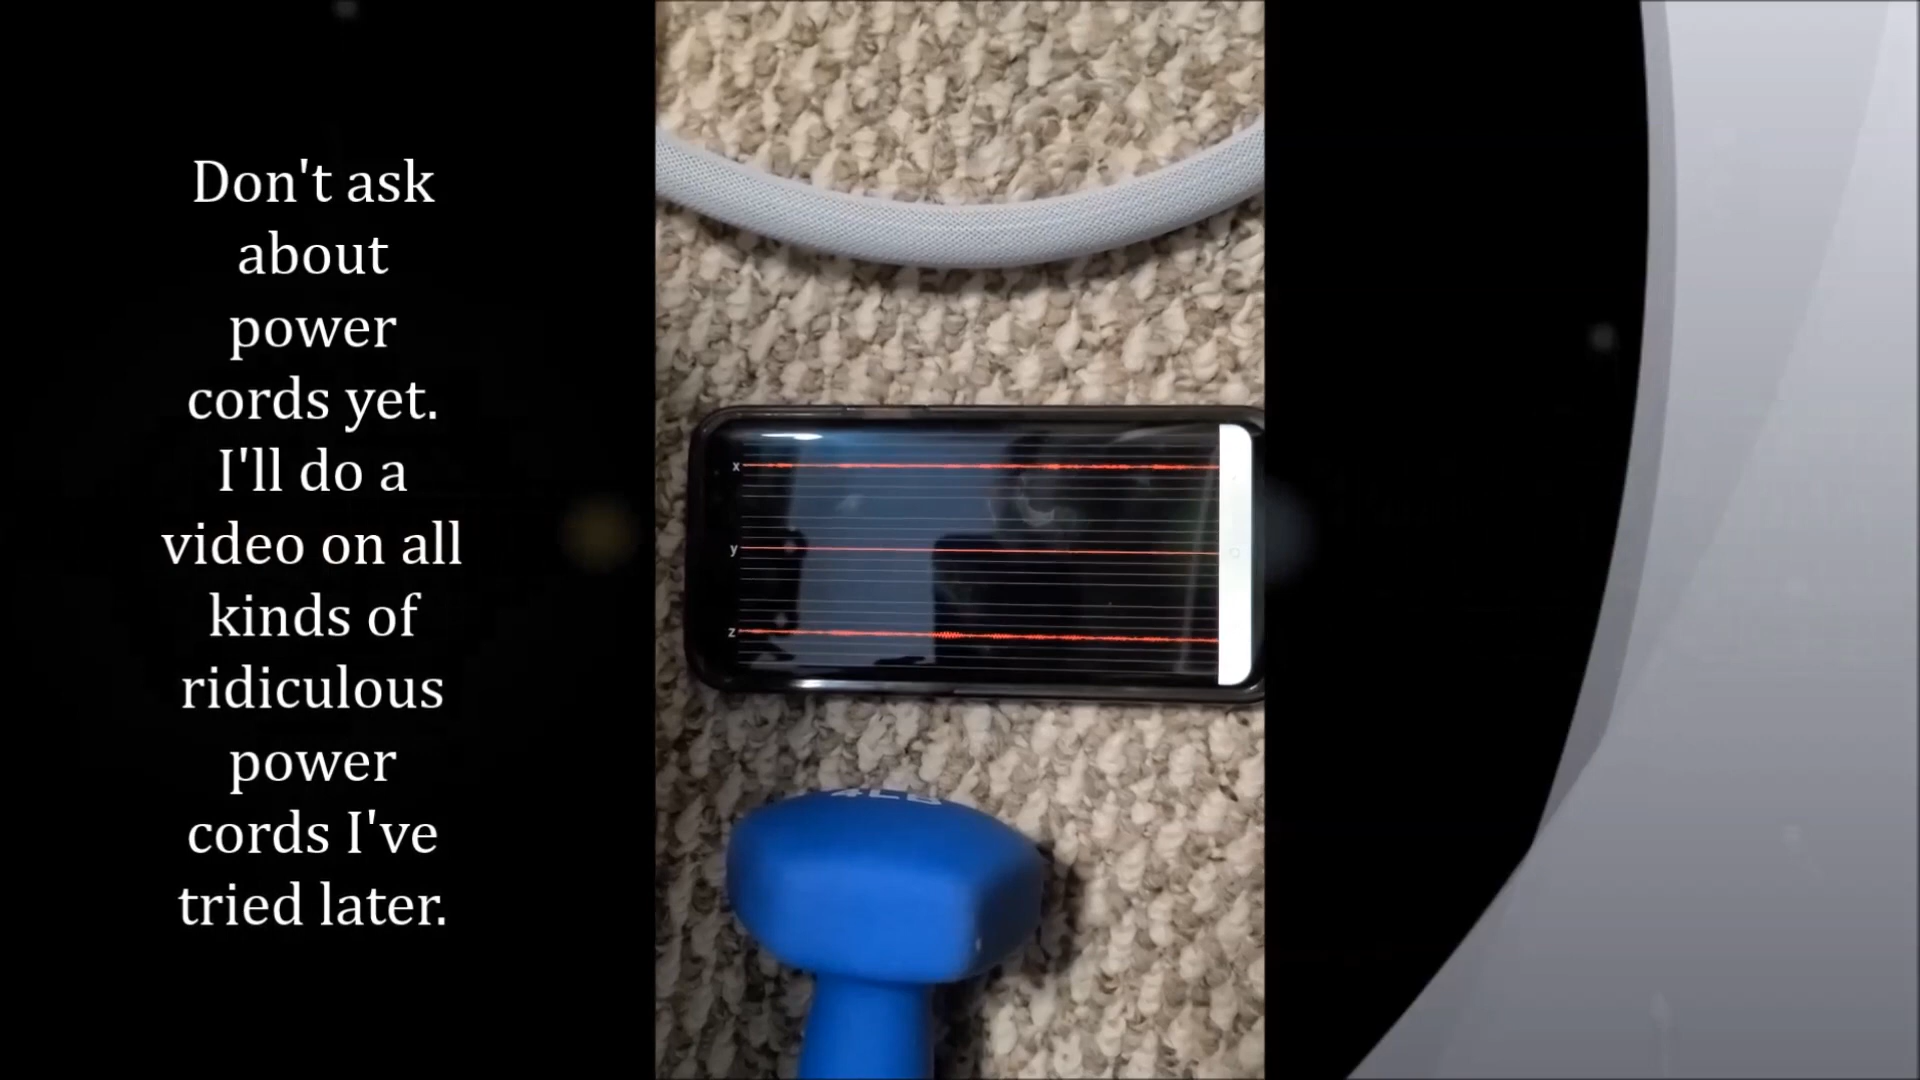 Don't ask
about
power
cords yet.
I'll do a
video on all
kinds of
ridiculous
power
cords I've
tried later.
x
y
z
4LB